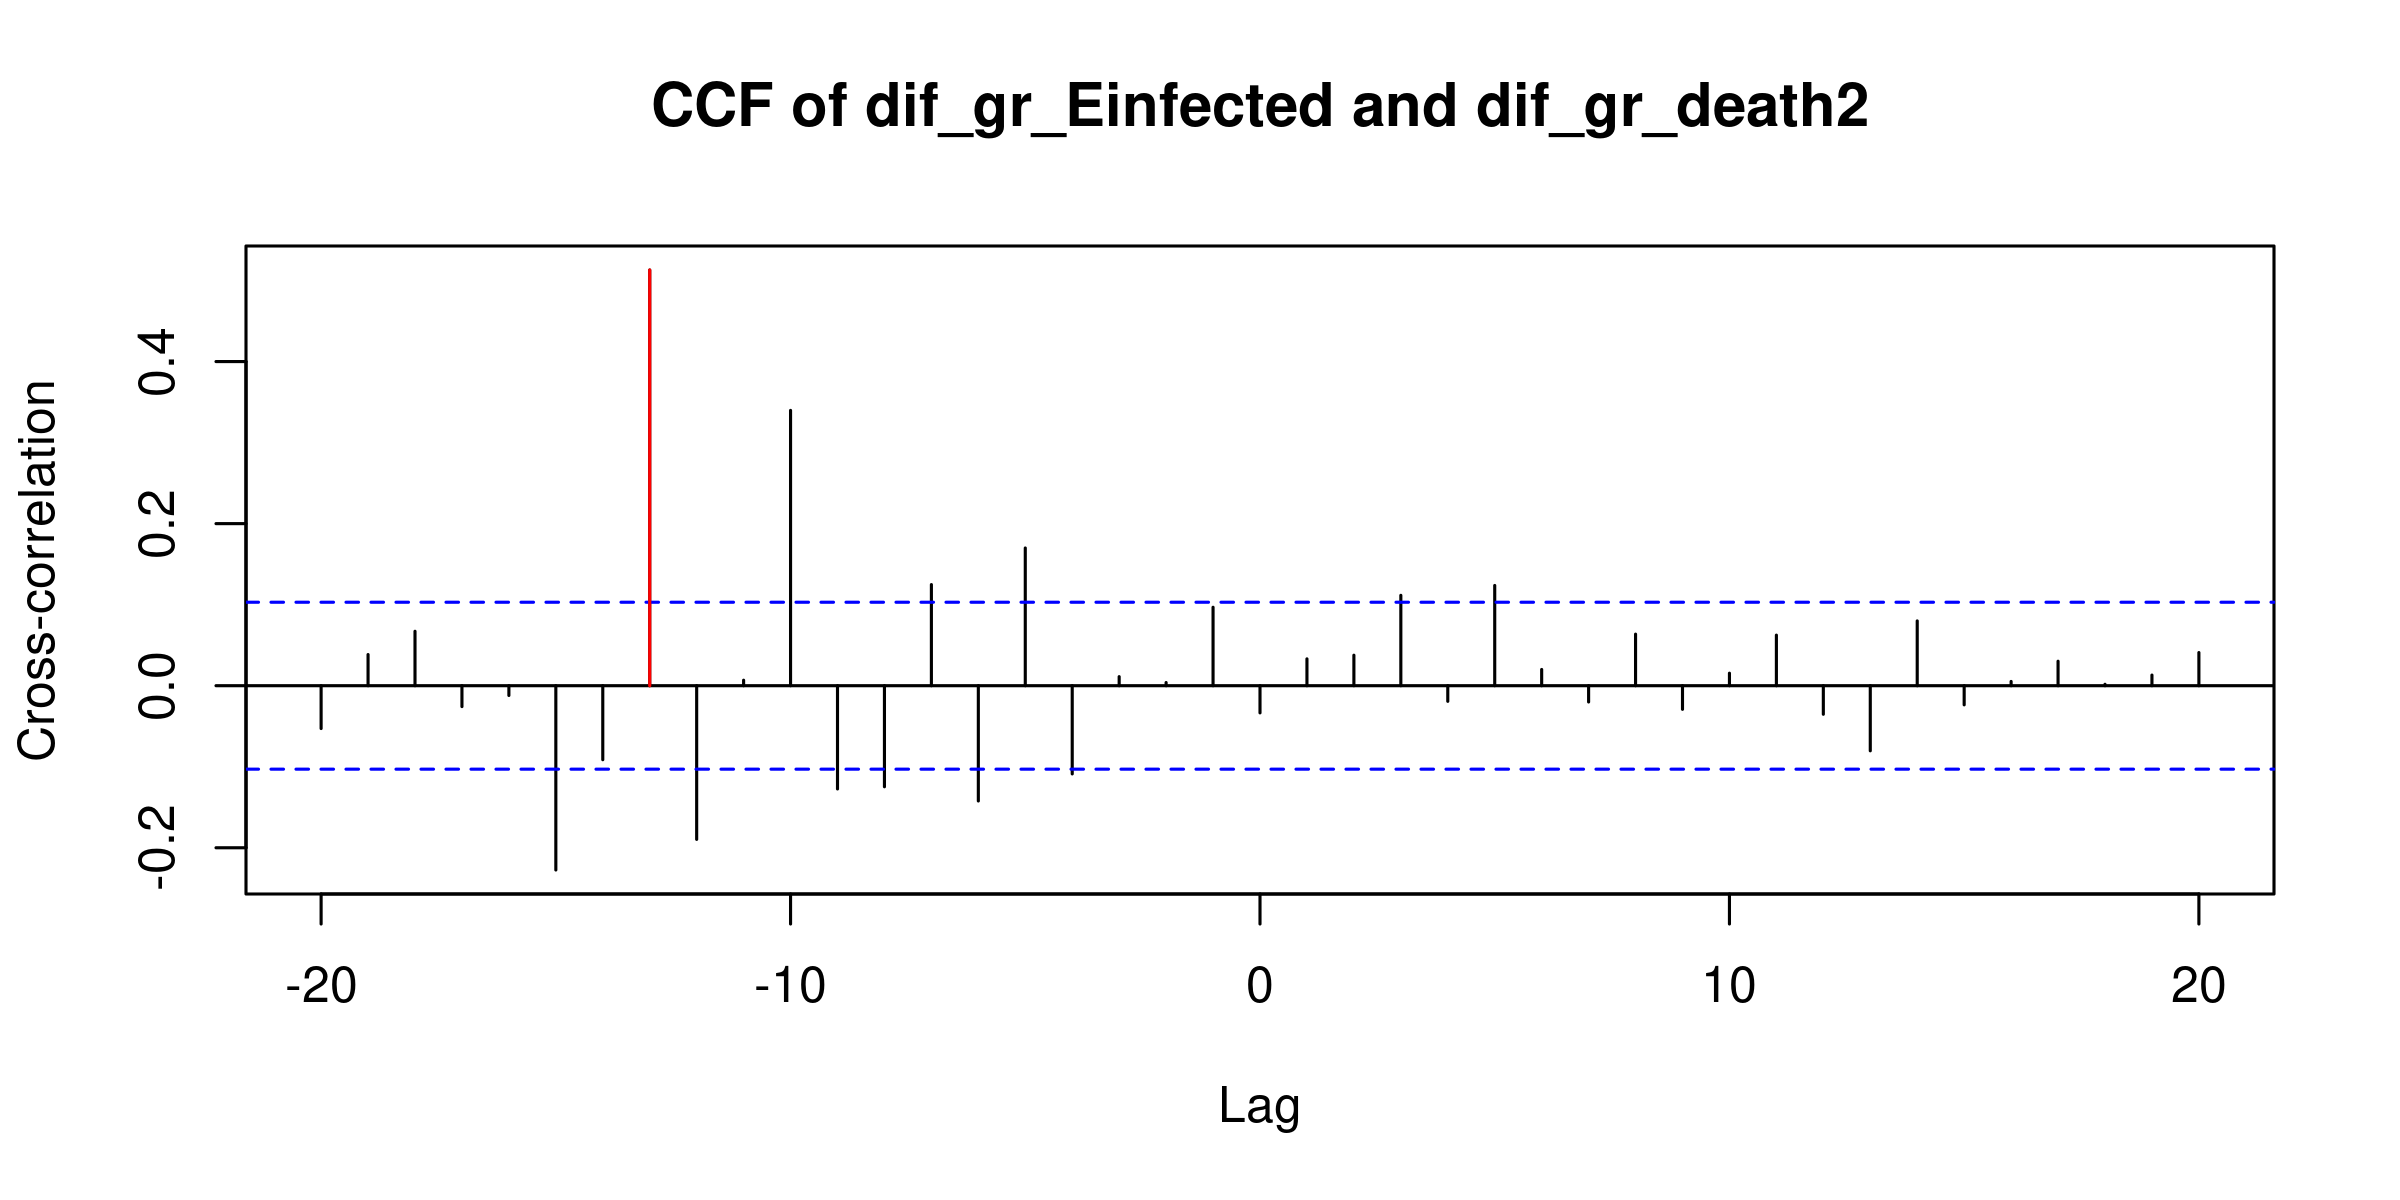 CCF of dif_gr_Einfected and dif_gr_death2
Cross-correlation
0.4
0.2
0.0
-0.2
-20 -10 0 10 20
Lag